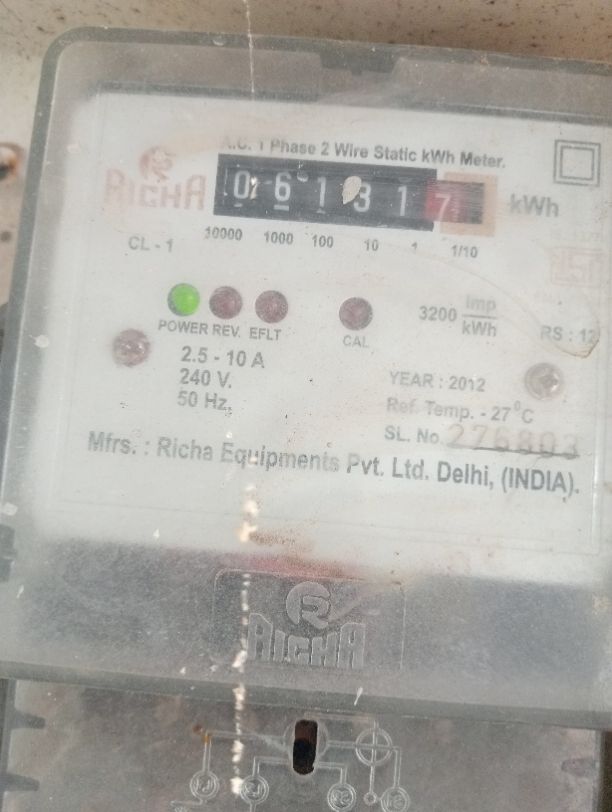 A.C. 1 Phase 2 Wire Static kWh Meter.
RICHA
0 6 1 3 1 7 kWh
CL - 1
10000 1000 100 10 1 1/10
POWER REV. EFLT
CAL
3200 imp/kWh
RS : 12
2.5 - 10 A
240 V.
50 Hz.
YEAR : 2012
Ref. Temp. - 27°C
SL. No. 276803
Mfrs. : Richa Equipments Pvt. Ltd. Delhi, (INDIA).
RICHA